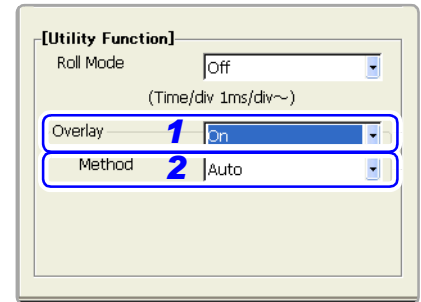 [Utility Function]
Roll Mode Off
(Time/div 1ms/div～)
Overlay 1 On
Method 2 Auto